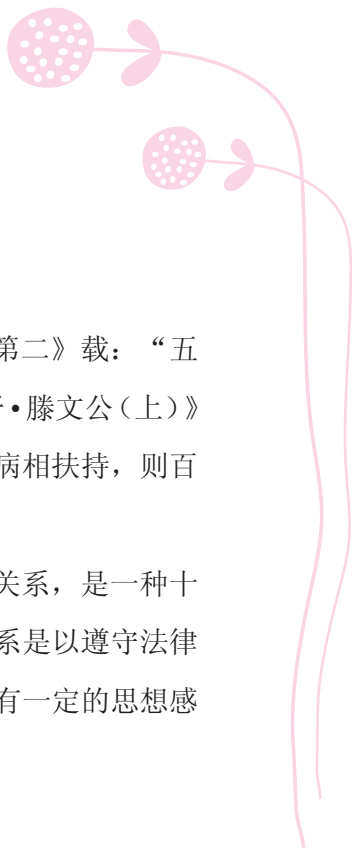 第二》载：“五
•滕文公（上）》
病相扶持，则百
关系，是一种十
系是以遵守法律
有一定的思想感